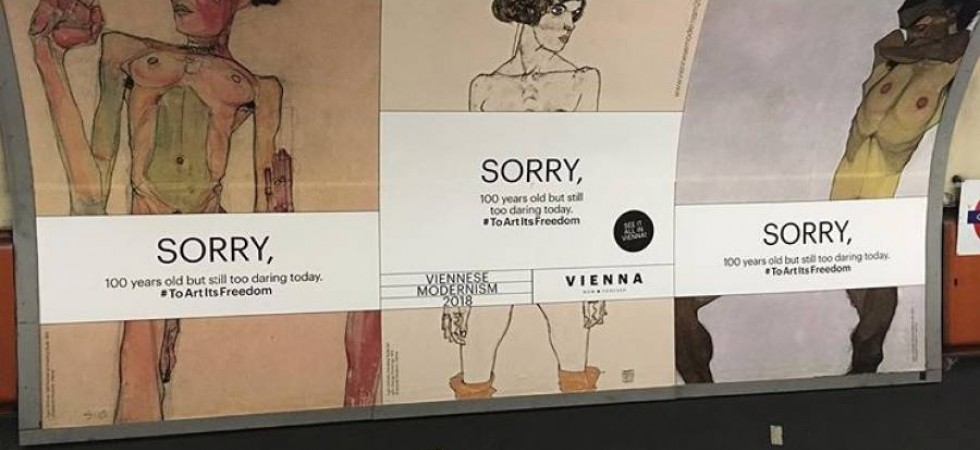 SORRY,
100 years old but still too daring today.
#ToArtItsFreedom
SORRY,
100 years old but still
too daring today.
#ToArtItsFreedom
SEE IT
ALL IN
VIENNA!
VIENNESE
MODERNISM
2018
VIENNA
NOW ★ FOREVER
SORRY,
100 years old but still too daring today.
#ToArtItsFreedom